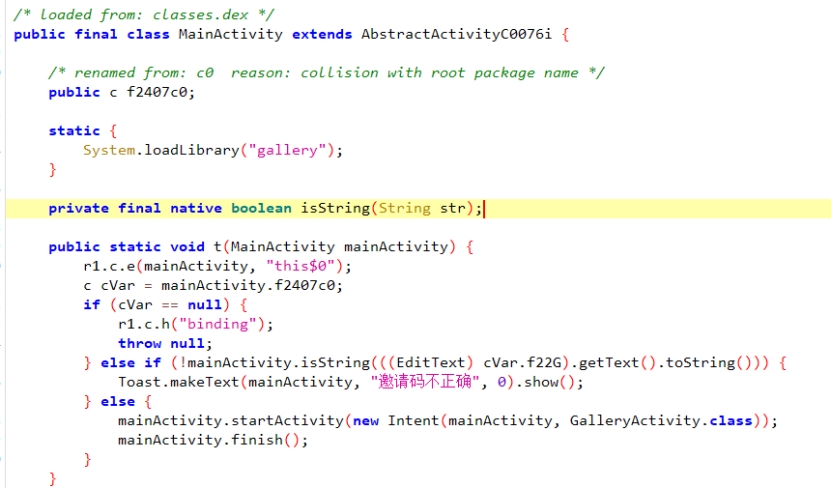 /* loaded from: classes.dex */
public final class MainActivity extends AbstractActivityC0076i {
/* renamed from: c0  reason: collision with root package name */
public c f2407c0;
static {
System.loadLibrary("gallery");
}
private final native boolean isString(String str);
public static void t(MainActivity mainActivity) {
r1.c.e(mainActivity, "this$0");
c cVar = mainActivity.f2407c0;
if (cVar == null) {
r1.c.h("binding");
throw null;
} else if (!mainActivity.isString(((EditText) cVar.f22G).getText().toString())) {
Toast.makeText(mainActivity, "邀请码不正确", 0).show();
} else {
mainActivity.startActivity(new Intent(mainActivity, GalleryActivity.class));
mainActivity.finish();
}
}